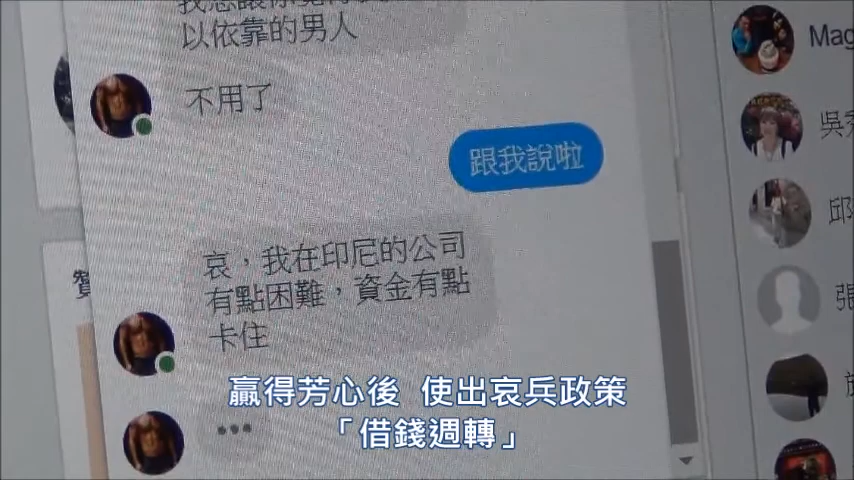 以依靠的男人
不用了
跟我說啦
哀，我在印尼的公司
有點困難，資金有點
卡住
贏得芳心後 使出哀兵政策
「借錢週轉」
Mag
吳
邱
張